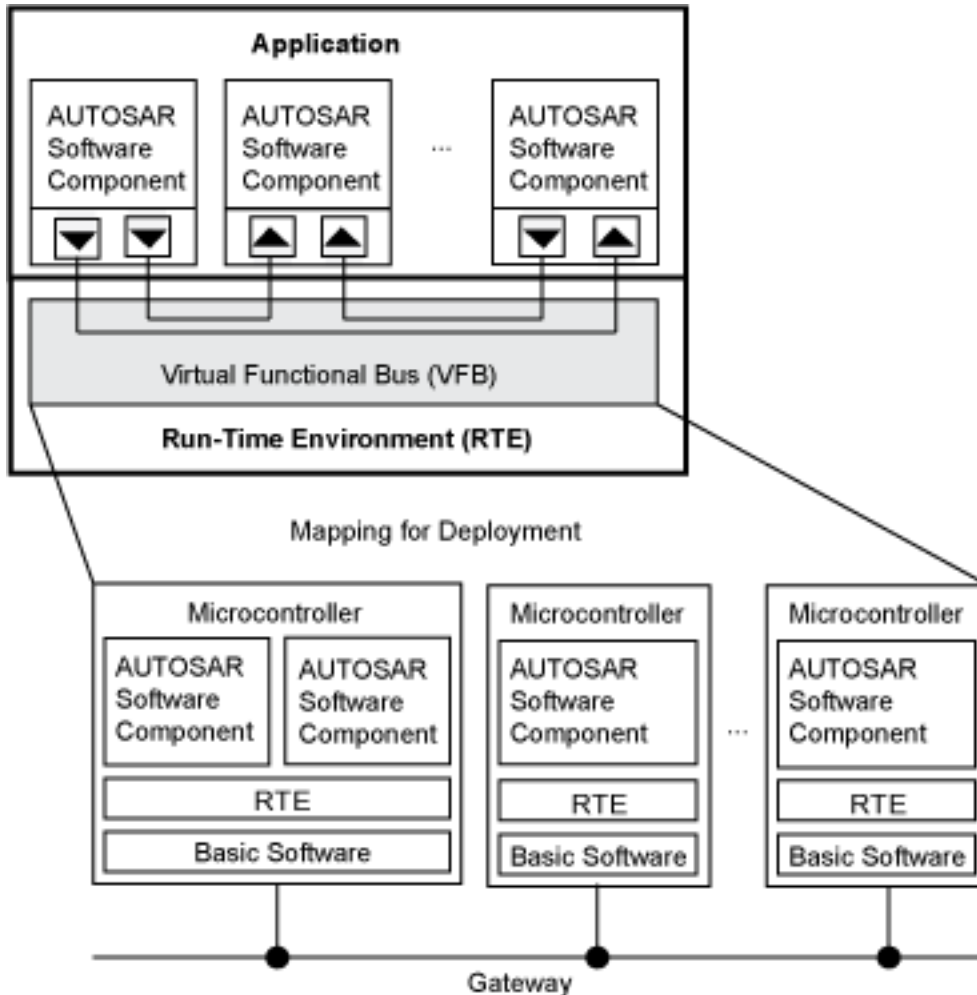 Application
AUTOSAR
Software
Component
AUTOSAR
Software
Component
...
AUTOSAR
Software
Component
Virtual Functional Bus (VFB)
Run-Time Environment (RTE)
Mapping for Deployment
Microcontroller
AUTOSAR
Software
Component
AUTOSAR
Software
Component
RTE
Basic Software
Microcontroller
AUTOSAR
Software
Component
RTE
Basic Software
...
Microcontroller
AUTOSAR
Software
Component
RTE
Basic Software
Gateway